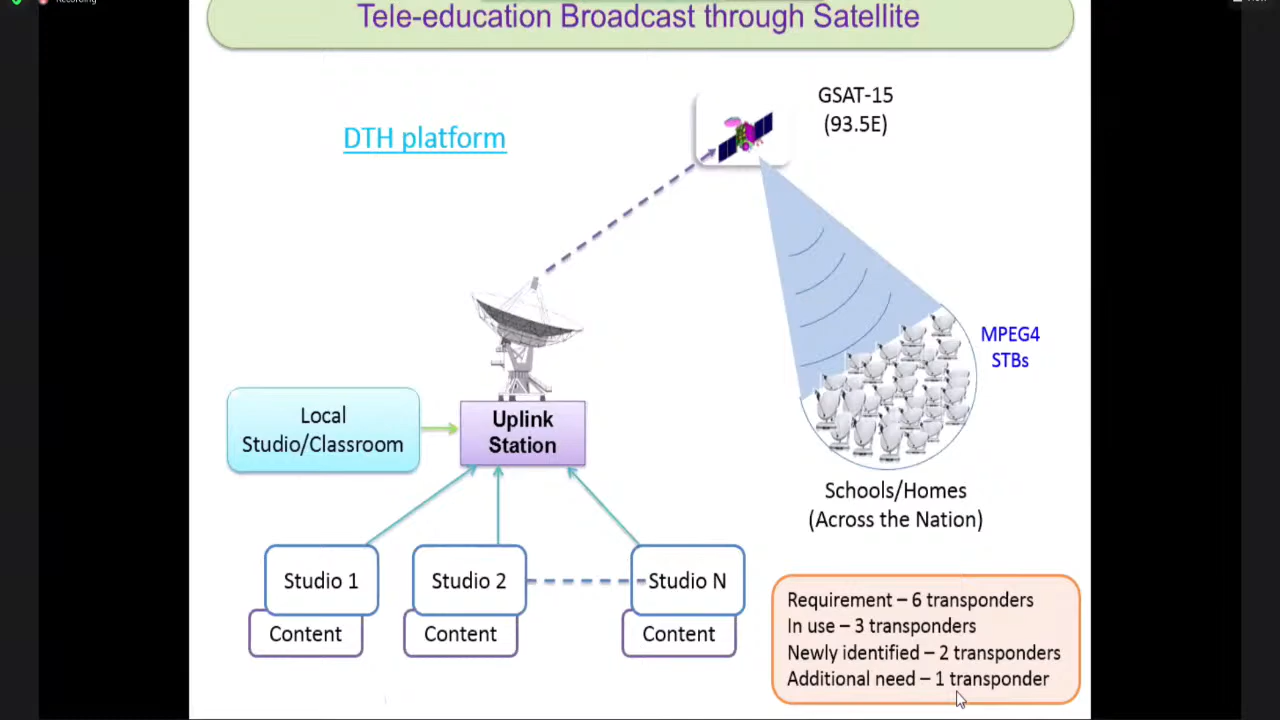 Recording
Tele-education Broadcast through Satellite
DTH platform
GSAT-15
(93.5E)
MPEG4
STBs
Local
Studio/Classroom
Uplink
Station
Schools/Homes
(Across the Nation)
Studio 1
Studio 2
Studio N
Content
Content
Content
Requirement – 6 transponders
In use – 3 transponders
Newly identified – 2 transponders
Additional need – 1 transponder